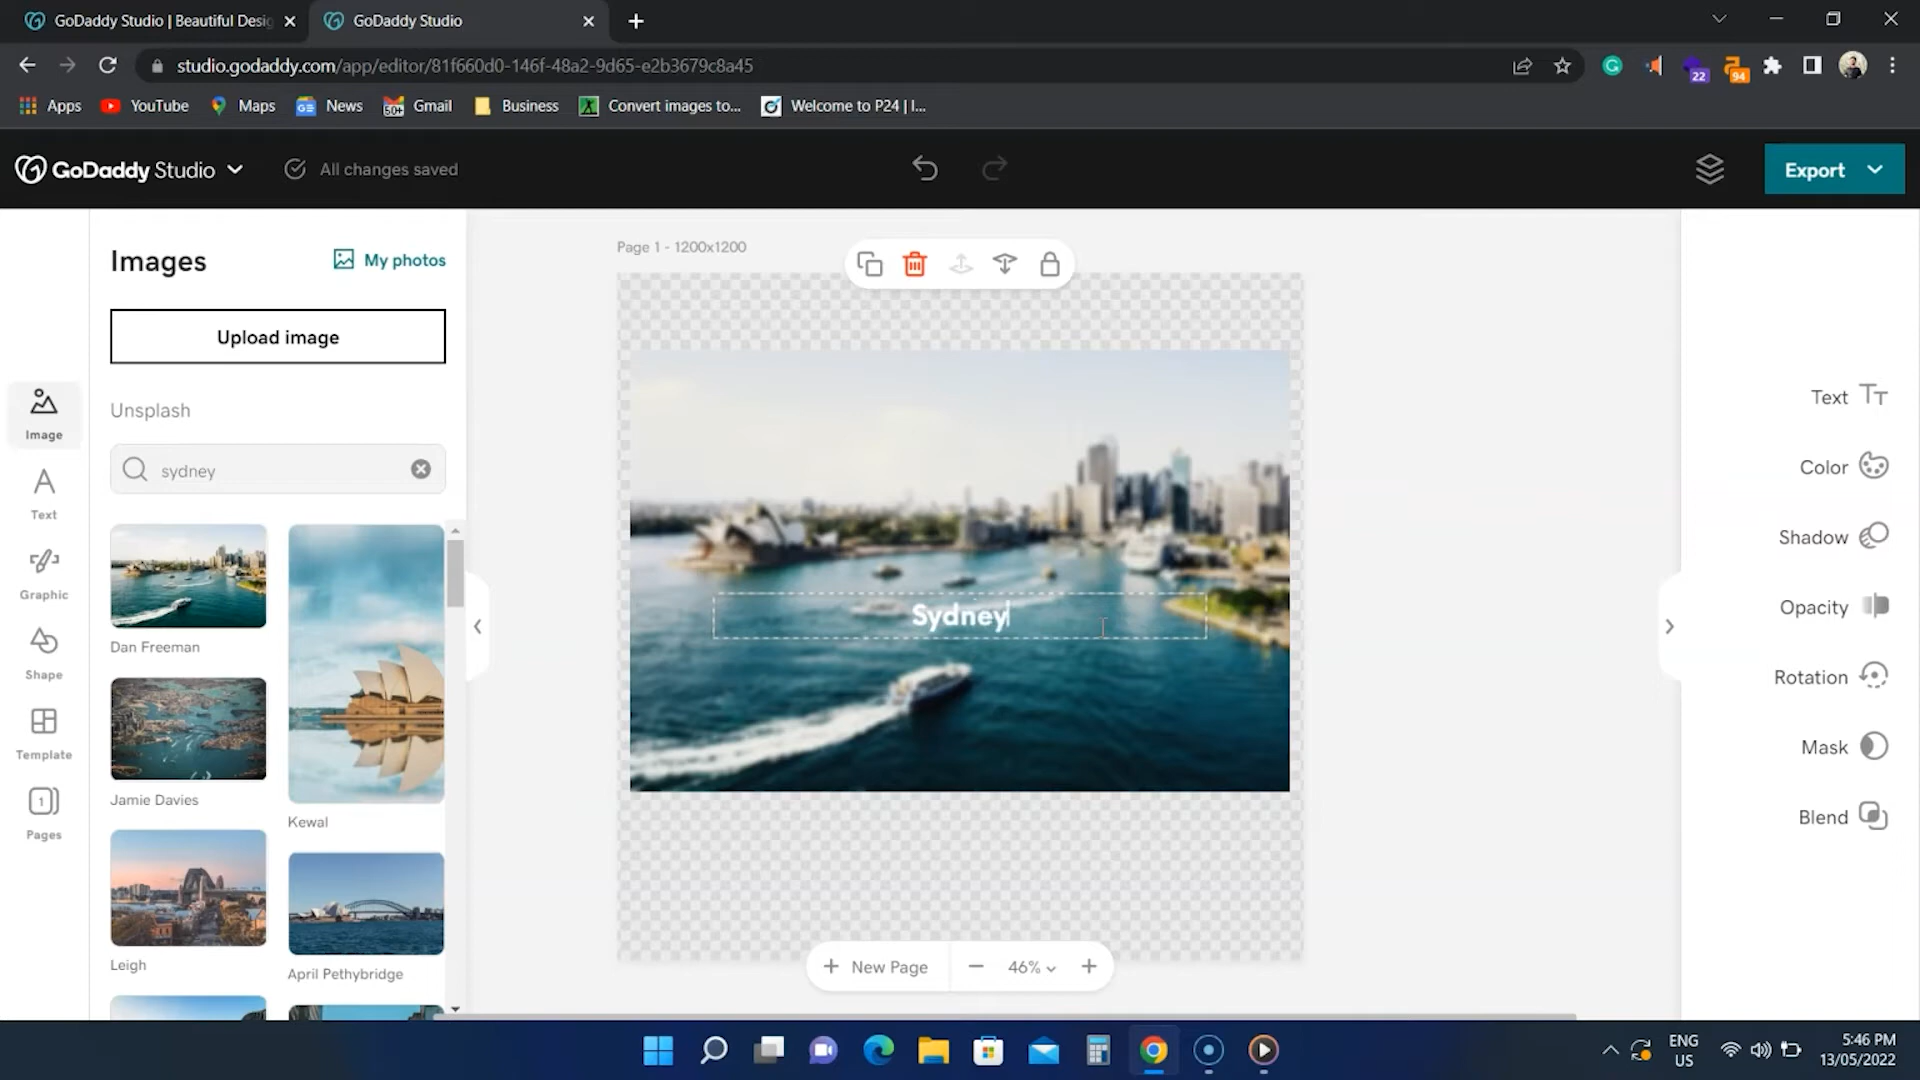 GoDaddy Studio | Beautiful Desig
GoDaddy Studio
studio.godaddy.com/app/editor/81f660d0-146f-48a2-9d65-e2b3679c8a45
22
94
Apps
YouTube
Maps
News
50+
Gmail
Business
Convert images to...
Welcome to P24 | I...
GoDaddy Studio
All changes saved
Export
Images
My photos
Upload image
Unsplash
sydney
Image
Text
Graphic
Shape
Template
1
Pages
Dan Freeman
Jamie Davies
Kewal
Leigh
April Pethybridge
Page 1 - 1200x1200
Sydney
New Page
46%
Text
Color
Shadow
Opacity
Rotation
Mask
Blend
ENG
US
5:46 PM
13/05/2022